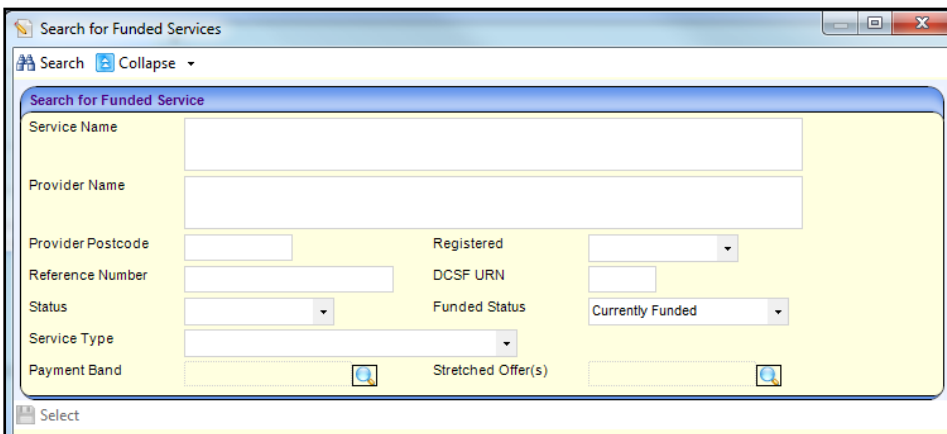 Search for Funded Services
Search Collapse
Search for Funded Service
Service Name
Provider Name
Provider Postcode Registered
Reference Number DCSF URN
Status Funded Status Currently Funded
Service Type
Payment Band Stretched Offer(s)
Select